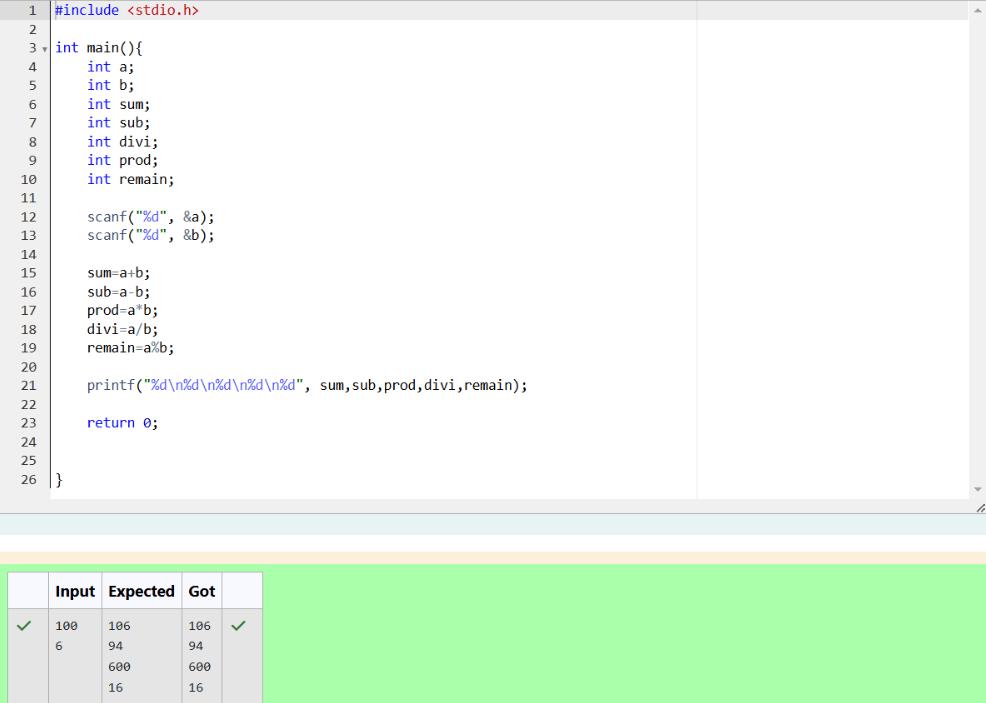 1 #include <stdio.h>
2
3 int main(){
4     int a;
5     int b;
6     int sum;
7     int sub;
8     int divi;
9     int prod;
10     int remain;
11
12     scanf("%d", &a);
13     scanf("%d", &b);
14
15     sum=a+b;
16     sub=a-b;
17     prod=a*b;
18     divi=a/b;
19     remain=a%b;
20
21     printf("%d\n%d\n%d\n%d\n%d", sum,sub,prod,divi,remain);
22
23     return 0;
24
25
26 }
Input Expected Got
100 106 106
6 94 94
600 600
16 16